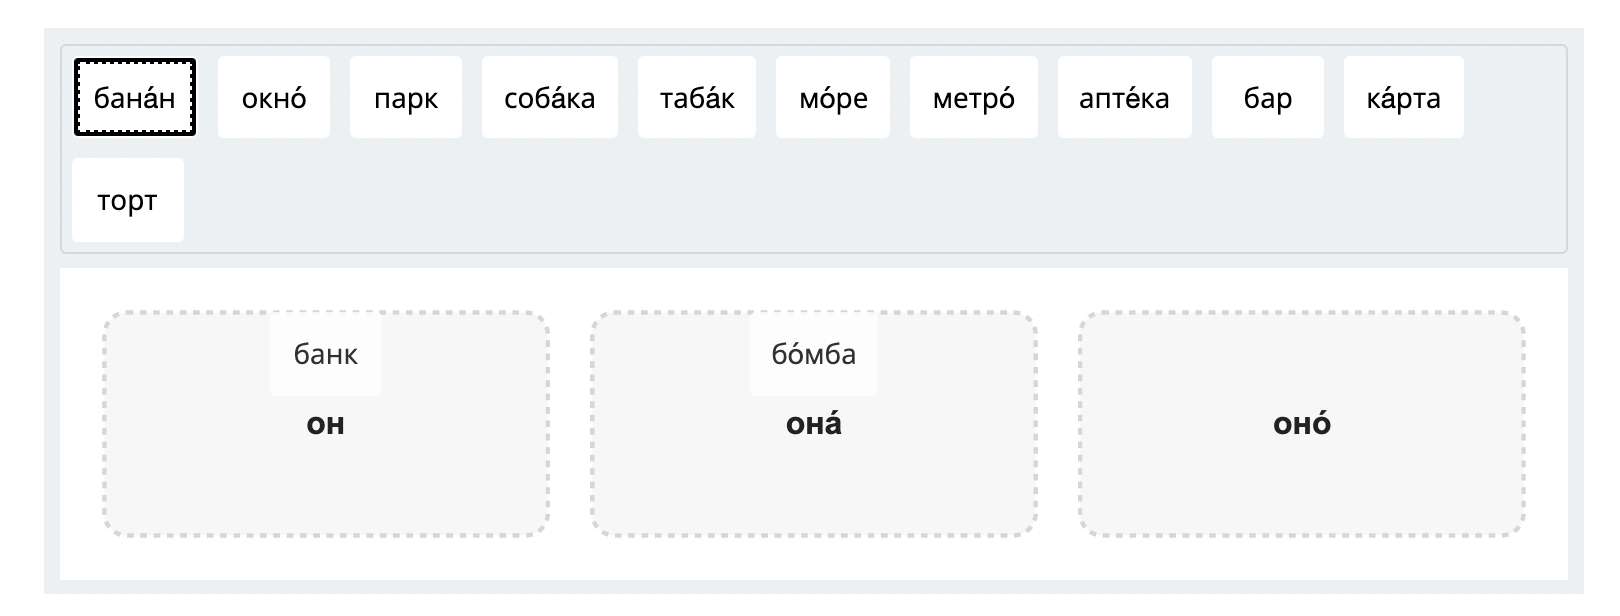 бана́н окно́ парк соба́ка таба́к мо́ре метро́ апте́ка бар ка́рта
торт
банк бо́мба
он она́ оно́